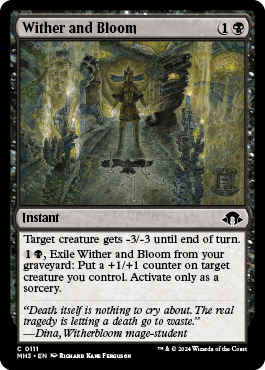 Wither and Bloom 1
Instant
Target creature gets -3/-3 until end of turn.
1 , Exile Wither and Bloom from your
graveyard: Put a +1/+1 counter on target
creature you control. Activate only as a
sorcery.
“Death itself is nothing to cry about. The real
tragedy is letting a death go to waste.”
—Dina, Witherbloom mage-student
C 0111
MH3 • EN Richard Kane Ferguson
™ & © 2024 Wizards of the Coast